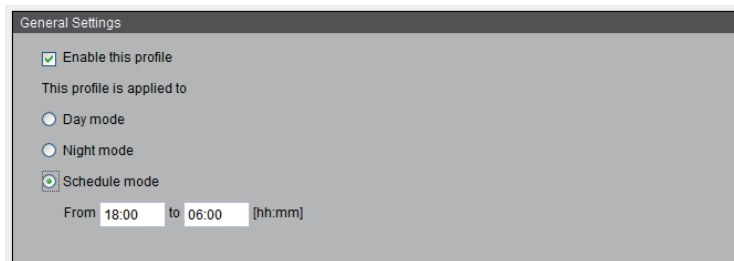 General Settings
Enable this profile
This profile is applied to
Day mode
Night mode
Schedule mode
From 18:00 to 06:00 [hh:mm]